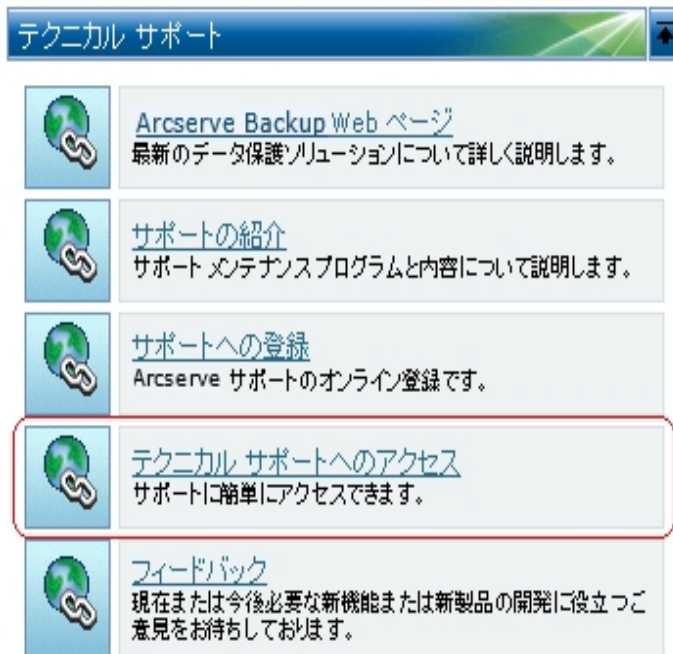 テクニカル サポート
Arcserve Backup Web ページ
最新のデータ保護ソリューションについて詳しく説明します。
サポートの紹介
サポート メンテナンス プログラムと内容について説明します。
サポートへの登録
Arcserve サポートのオンライン登録です。
テクニカル サポートへのアクセス
サポートに簡単にアクセスできます。
フィードバック
現在または今後必要な新機能または新製品の開発に役立つご
意見をお待ちしております。